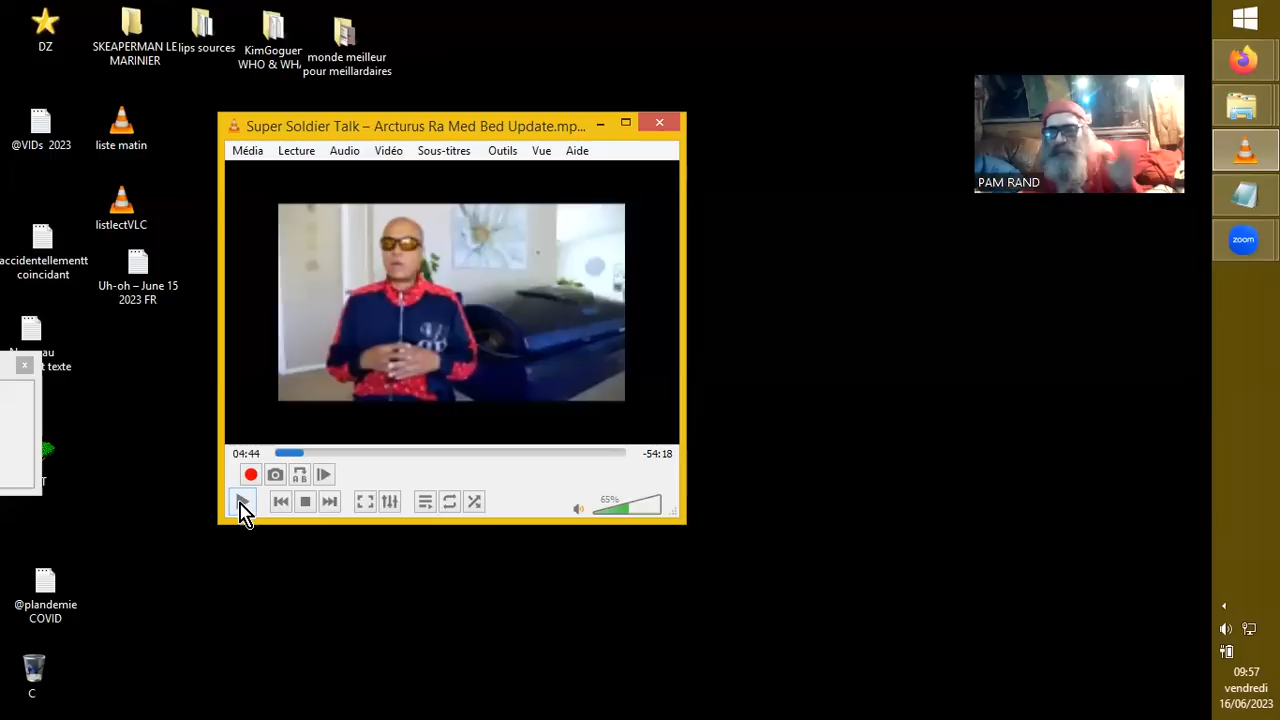 DZ
SKEAPERMAN LE
MARINIER
lips sources
KimGoguer
WHO & WHA
monde meilleur
pour meillardaires
@VIDs 2023
liste matin
listlectVLC
accidentellementt
coincidant
Uh-oh – June 15
2023 FR
au
t texte
x
@plandemie
COVID
C
Super Soldier Talk – Arcturus Ra Med Bed Update.mp...
Média Lecture Audio Vidéo Sous-titres Outils Vue Aide
04:44
-54:18
A B
65%
PAM RAND
zoom
09:57
vendredi
16/06/2023